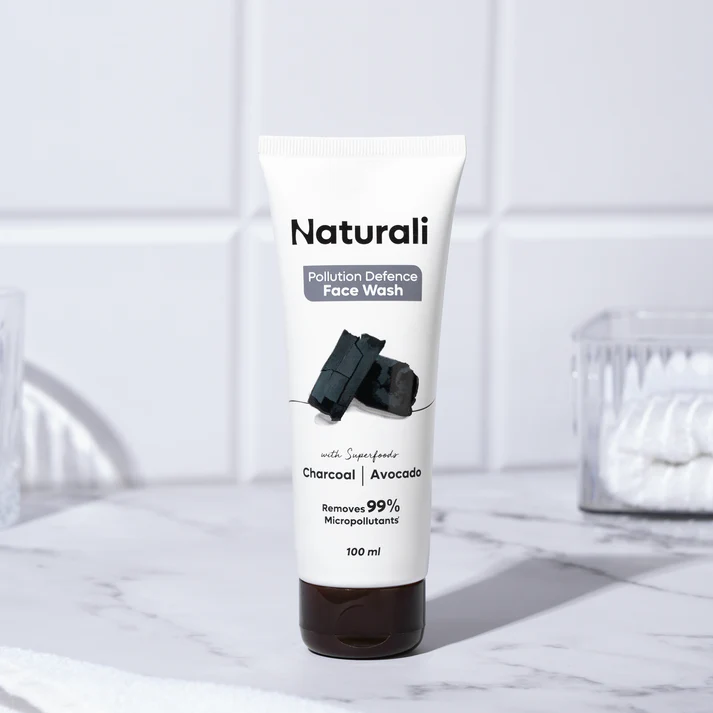 Naturali
Pollution Defence
Face Wash
with Superfoods
Charcoal | Avocado
Removes 99%
Micropollutants*
100 ml